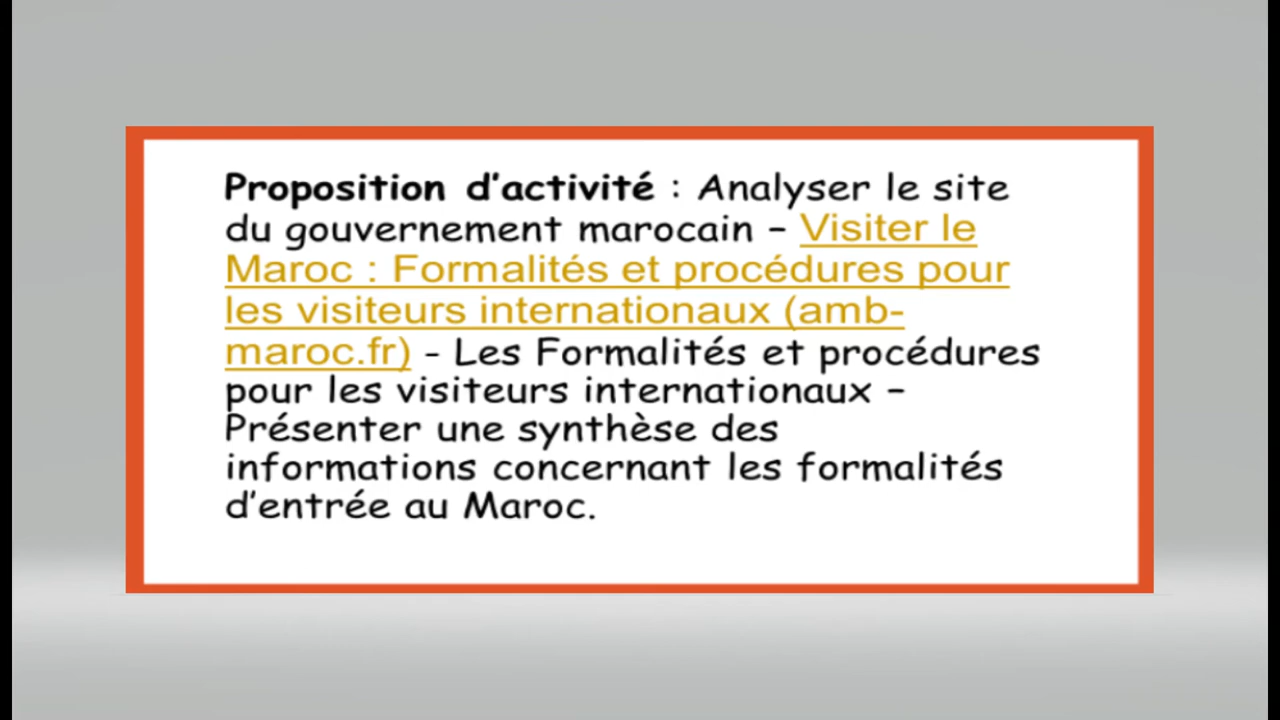 Proposition d'activité : Analyser le site
du gouvernement marocain – Visiter le
Maroc : Formalités et procédures pour
les visiteurs internationaux (amb-
maroc.fr) - Les Formalités et procédures
pour les visiteurs internationaux –
Présenter une synthèse des
informations concernant les formalités
d'entrée au Maroc.